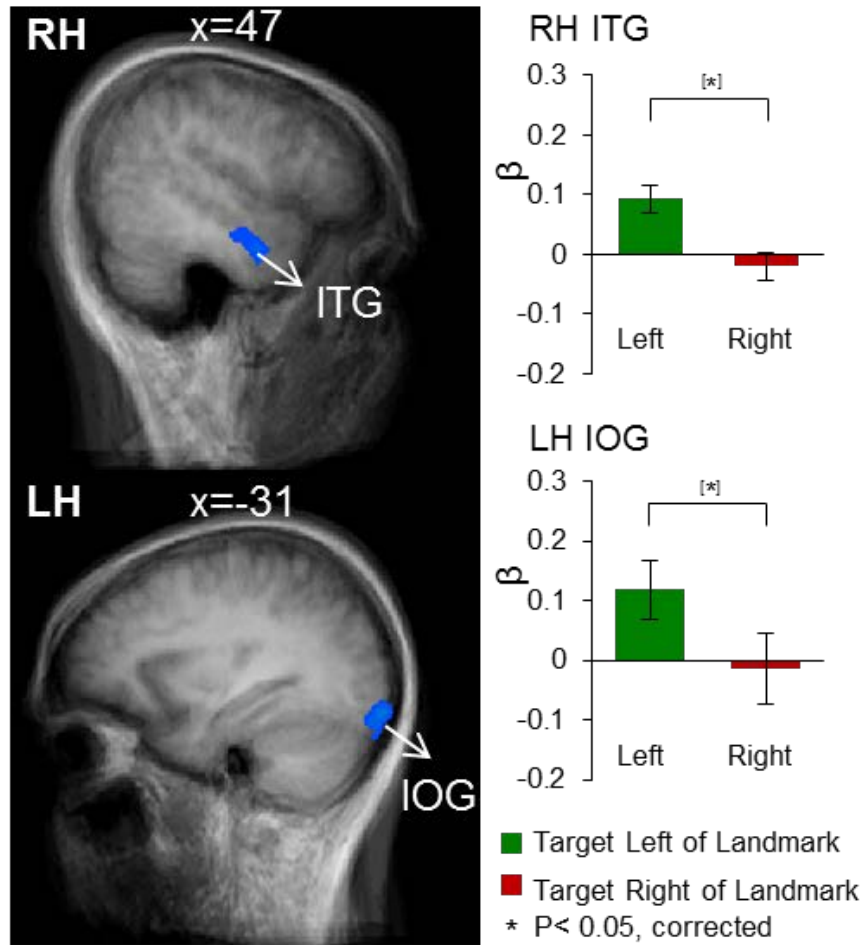 RH
x=47
ITG
LH
x=-31
IOG
RH ITG
0.3
[*]
0.2
β
0.1
0
-0.1
Left Right
-0.2
LH IOG
0.3
[*]
0.2
β
0.1
0
-0.1
Left Right
-0.2
Target Left of Landmark
Target Right of Landmark
* P< 0.05, corrected